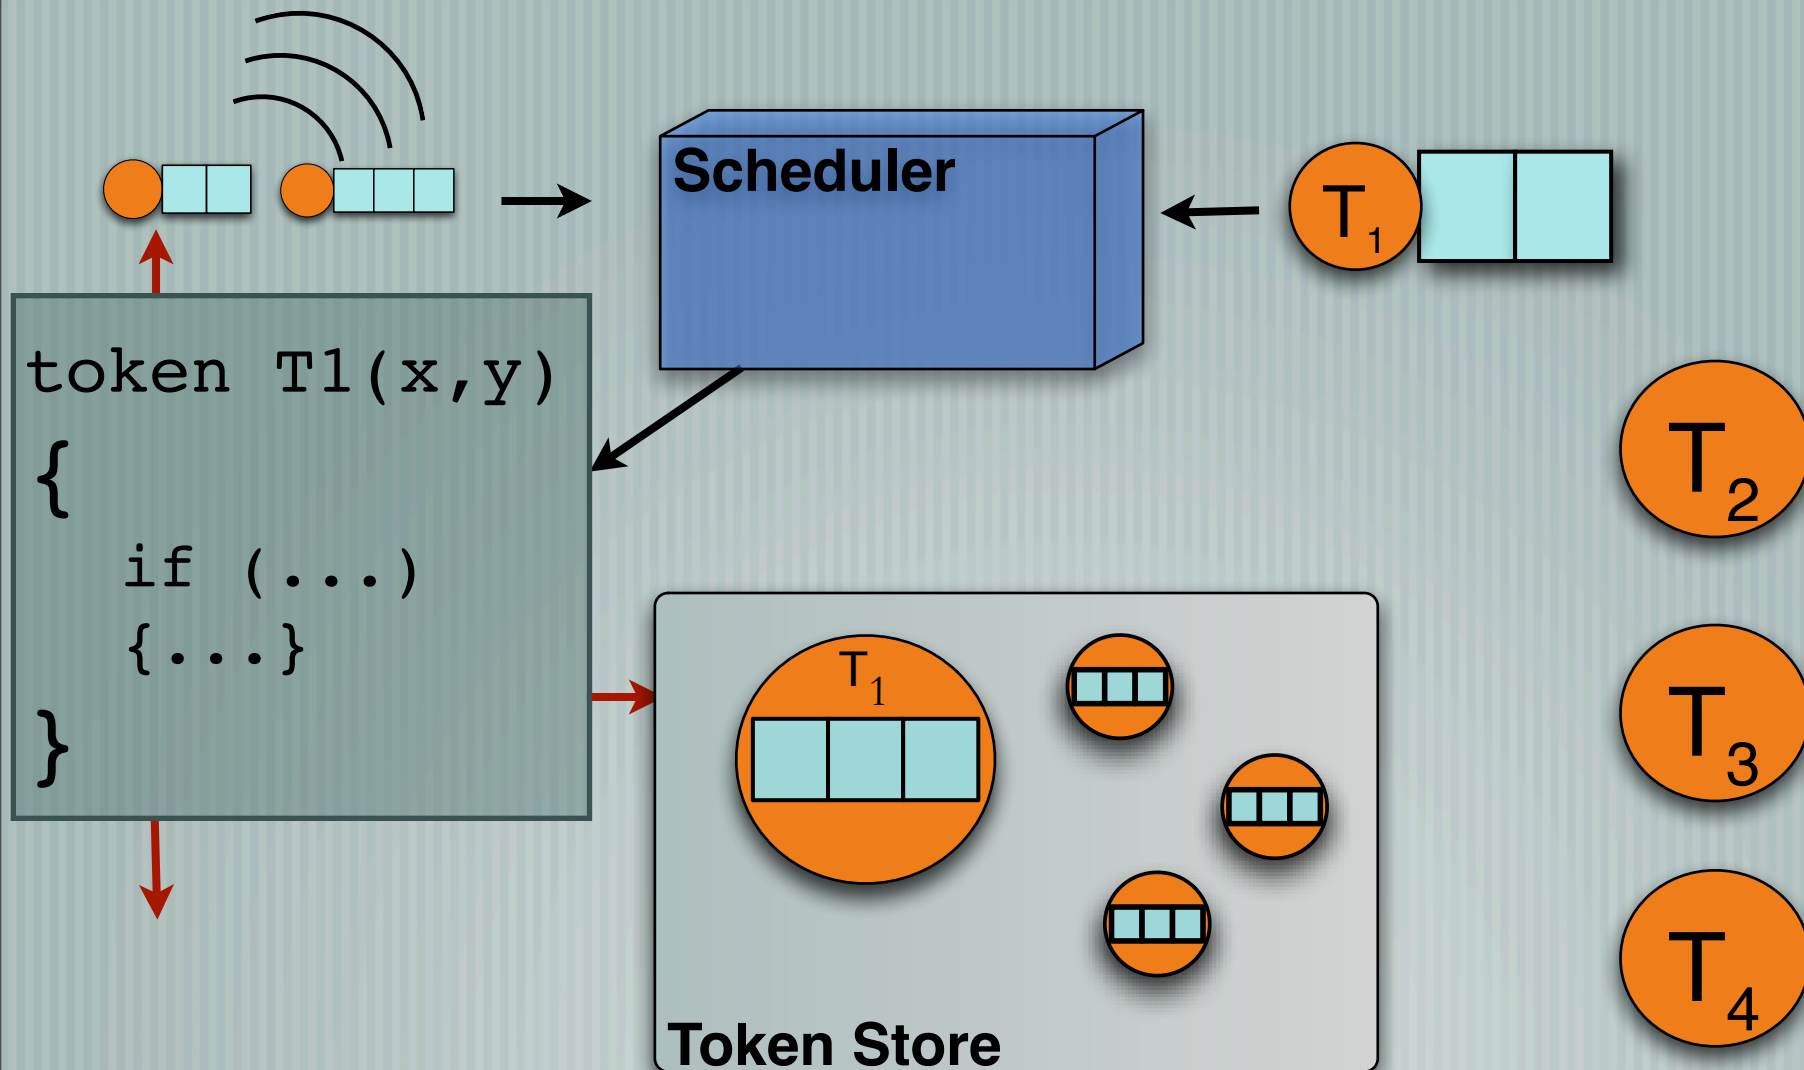 Scheduler
T1
token T1(x,y)
{
if (...)
{...}
}
T2
T3
T4
T1
Token Store